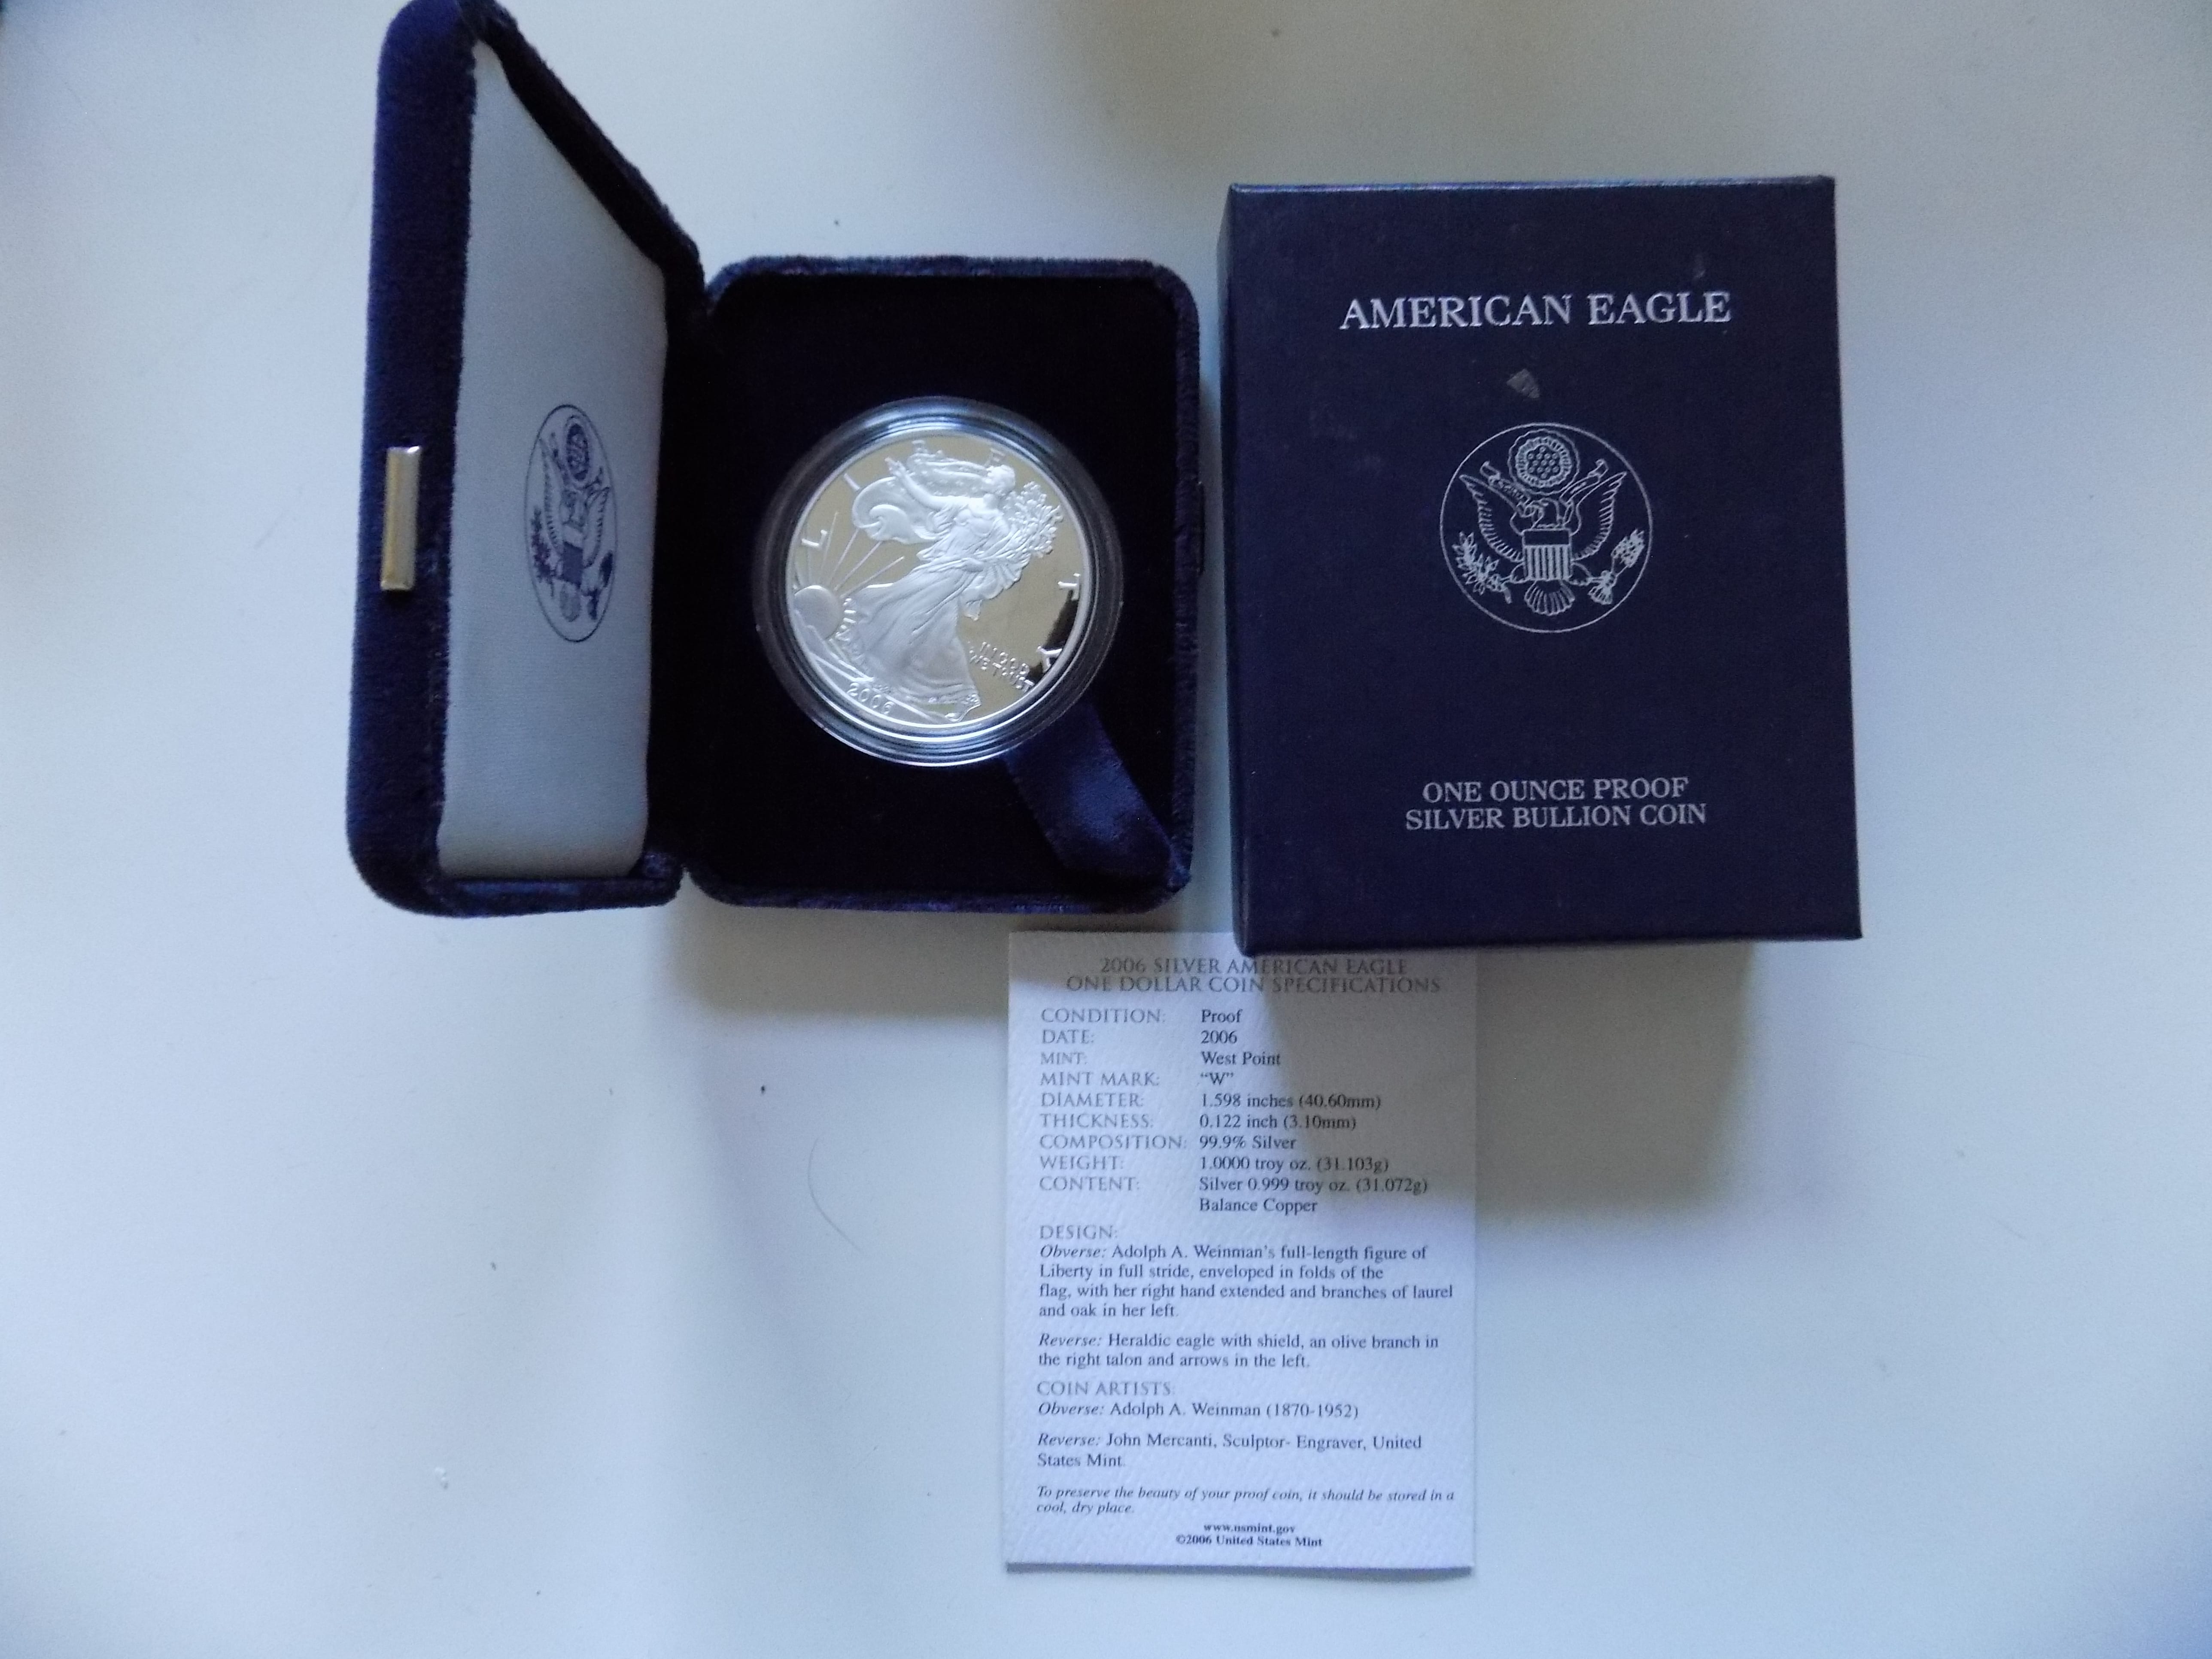 LIBERTY
IN GOD
WE TRUST
2006
AMERICAN EAGLE
ONE OUNCE PROOF
SILVER BULLION COIN
2006 SILVER AMERICAN EAGLE
ONE DOLLAR COIN SPECIFICATIONS
CONDITION: Proof
DATE: 2006
MINT: West Point
MINT MARK: “W”
DIAMETER: 1.598 inches (40.60mm)
THICKNESS: 0.122 inch (3.10mm)
COMPOSITION: 99.9% Silver
WEIGHT: 1.0000 troy oz. (31.103g)
CONTENT: Silver 0.999 troy oz. (31.072g)
Balance Copper
DESIGN:
Obverse: Adolph A. Weinman’s full-length figure of
Liberty in full stride, enveloped in folds of the
flag, with her right hand extended and branches of laurel
and oak in her left.
Reverse: Heraldic eagle with shield, an olive branch in
the right talon and arrows in the left.
COIN ARTISTS:
Obverse: Adolph A. Weinman (1870-1952)
Reverse: John Mercanti, Sculptor- Engraver, United
States Mint.
To preserve the beauty of your proof coin, it should be stored in a
cool, dry place.
www.usmint.gov
©2006 United States Mint